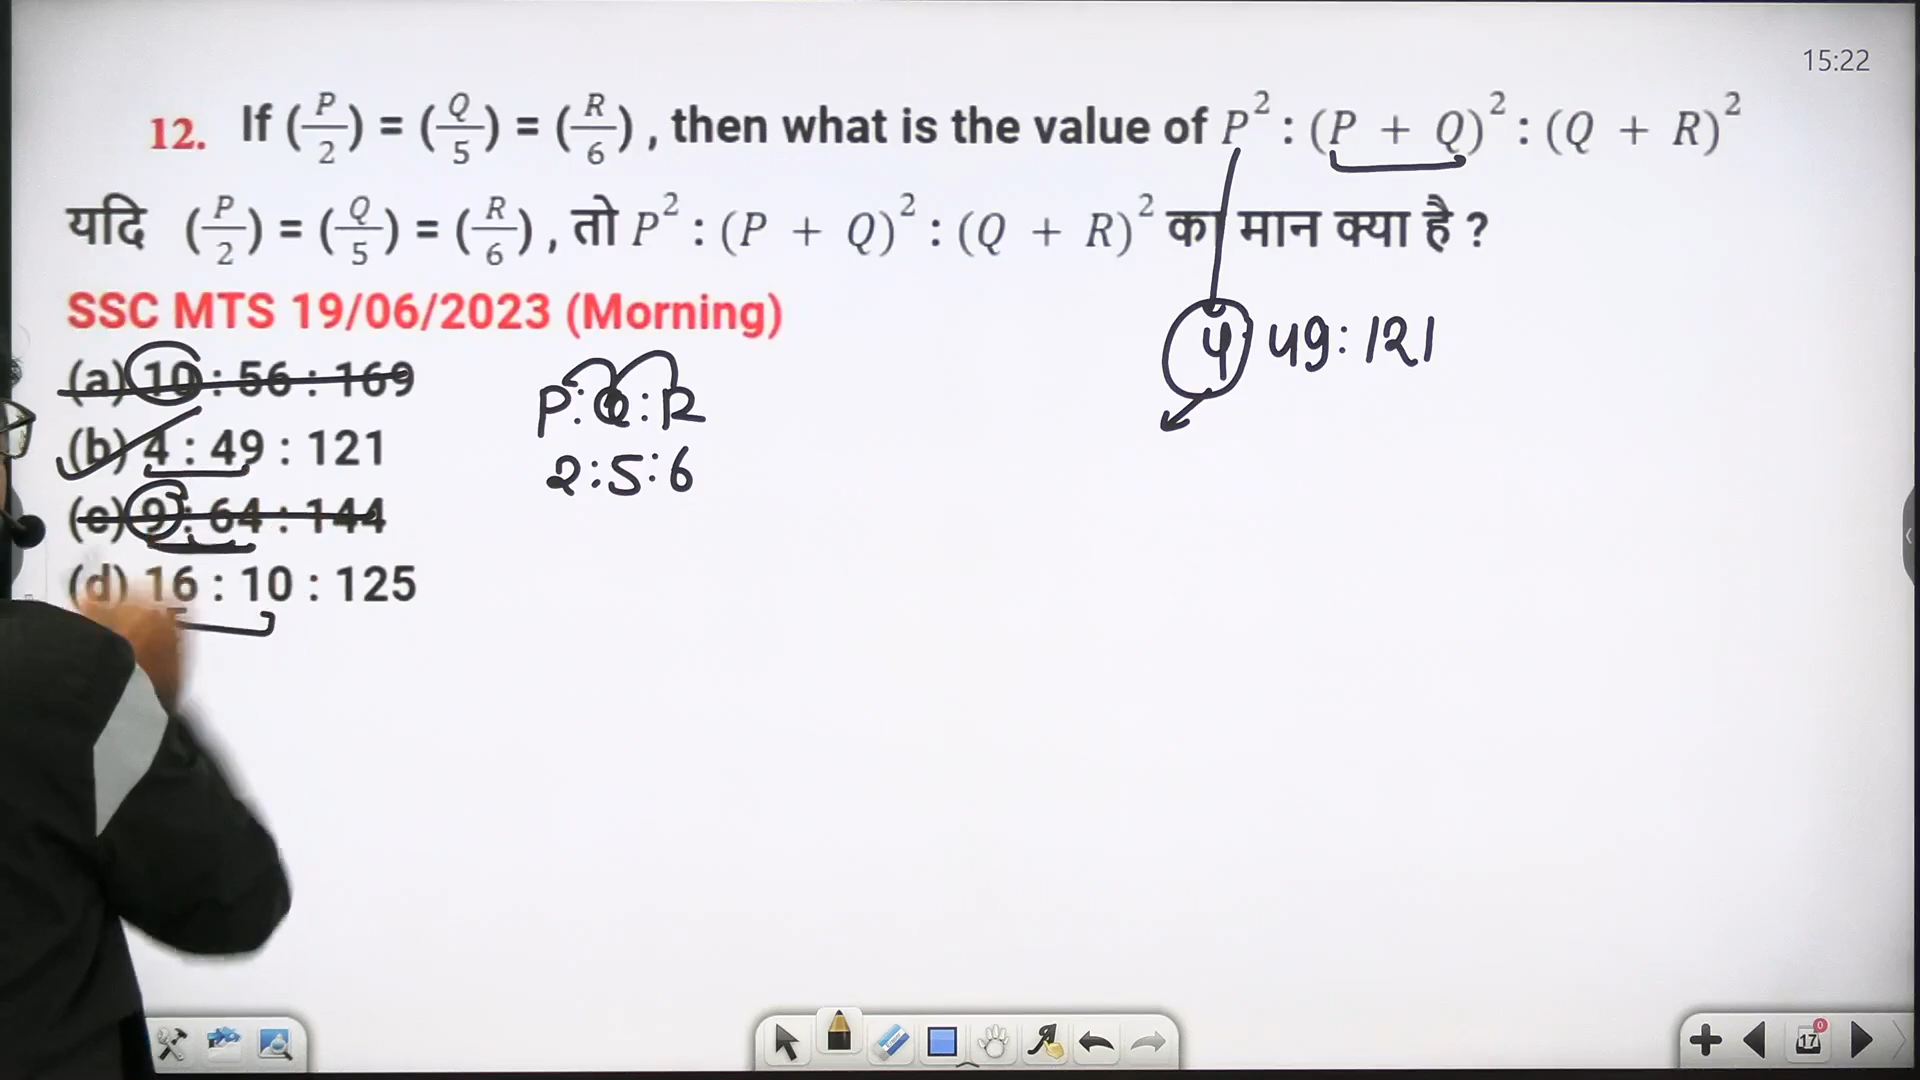 15:22
12. If (P/2) = (Q/5) = (R/6), then what is the value of P² : (P + Q)² : (Q + R)²
यदि (P/2) = (Q/5) = (R/6), तो P² : (P + Q)² : (Q + R)² का मान क्या है ?
SSC MTS 19/06/2023 (Morning)
(a) 10 : 56 : 169
(b) 4 : 49 : 121
(c) 9 : 64 : 144
(d) 16 : 10 : 125
P:Q:R
2:5:6
4 49:121
17
0